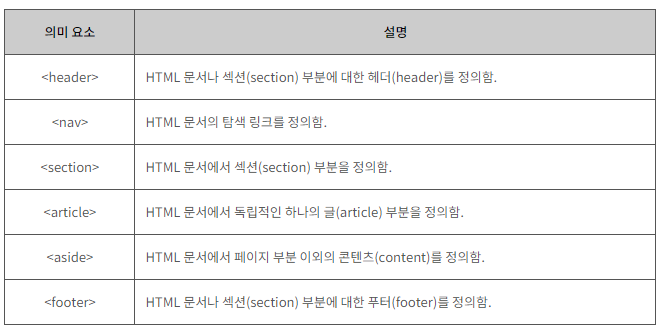 의미 요소 설명
<header> HTML 문서나 섹션(section) 부분에 대한 헤더(header)를 정의함.
<nav> HTML 문서의 탐색 링크를 정의함.
<section> HTML 문서에서 섹션(section) 부분을 정의함.
<article> HTML 문서에서 독립적인 하나의 글(article) 부분을 정의함.
<aside> HTML 문서에서 페이지 부분 이외의 콘텐츠(content)를 정의함.
<footer> HTML 문서나 섹션(section) 부분에 대한 푸터(footer)를 정의함.